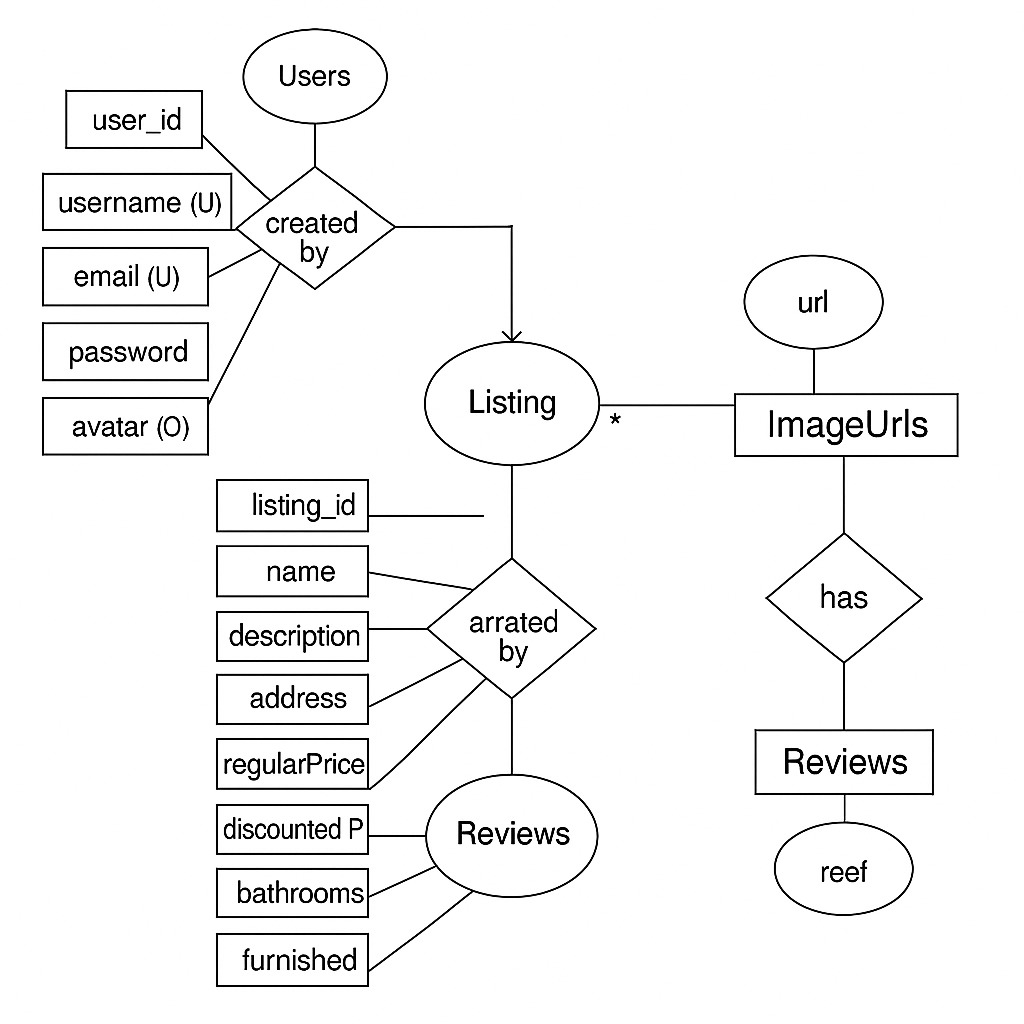 Users
user_id
username (U)
email (U)
password
avatar (O)
created
by
url
Listing
*
ImageUrls
listing_id
name
description
address
regularPrice
discounted P
bathrooms
furnished
arrated
by
has
Reviews
Reviews
reef